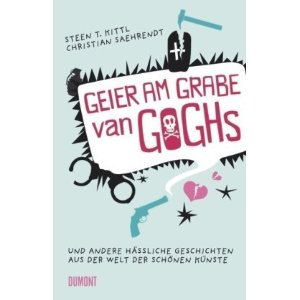 STEEN T. KITTL
CHRISTIAN SAEHRENDT
GEIER AM GRABE
van GOGHs
UND ANDERE HÄSSLICHE GESCHICHTEN
AUS DER WELT DER SCHÖNEN KÜNSTE
DUMONT